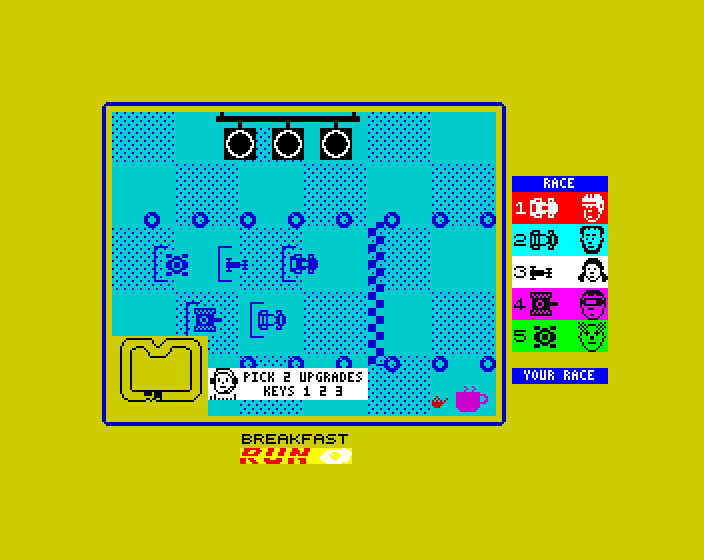 RACE
1
2
3
4
5
YOUR RACE
PICK 2 UPGRADES
KEYS 1 2 3
BREAKFAST
RUN